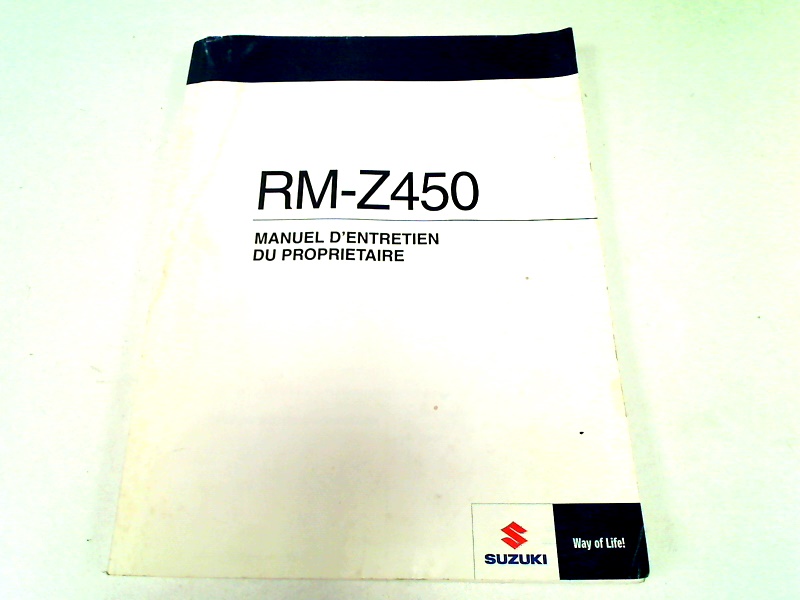 RM-Z450
MANUEL D'ENTRETIEN
DU PROPRIETAIRE
SUZUKI
Way of Life!